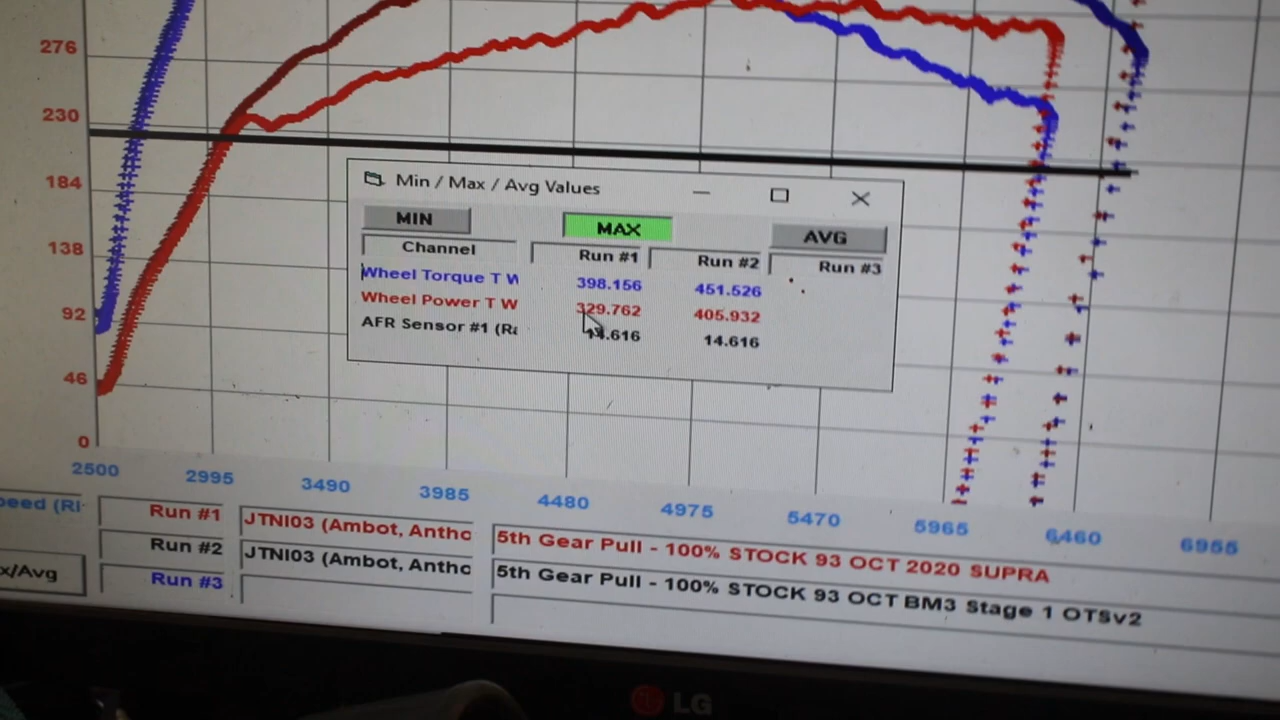 276
230
184
138
92
46
0
Min / Max / Avg Values
MIN MAX AVG
Channel Run #1 Run #2 Run #3
Wheel Torque T W 398.156 451.526
Wheel Power T W 329.762 405.932
AFR Sensor #1 (Ra 14.616 14.616
2500 2995 3490 3985 4480 4975 5470 5965 6460 6955
peed (RI
Run #1 JTNI03 (Ambot, Antho 5th Gear Pull - 100% STOCK 93 OCT 2020 SUPRA
Run #2 JTNI03 (Ambot, Antho 5th Gear Pull - 100% STOCK 93 OCT BM3 Stage 1 OTSv2
x/Avg
Run #3
LG